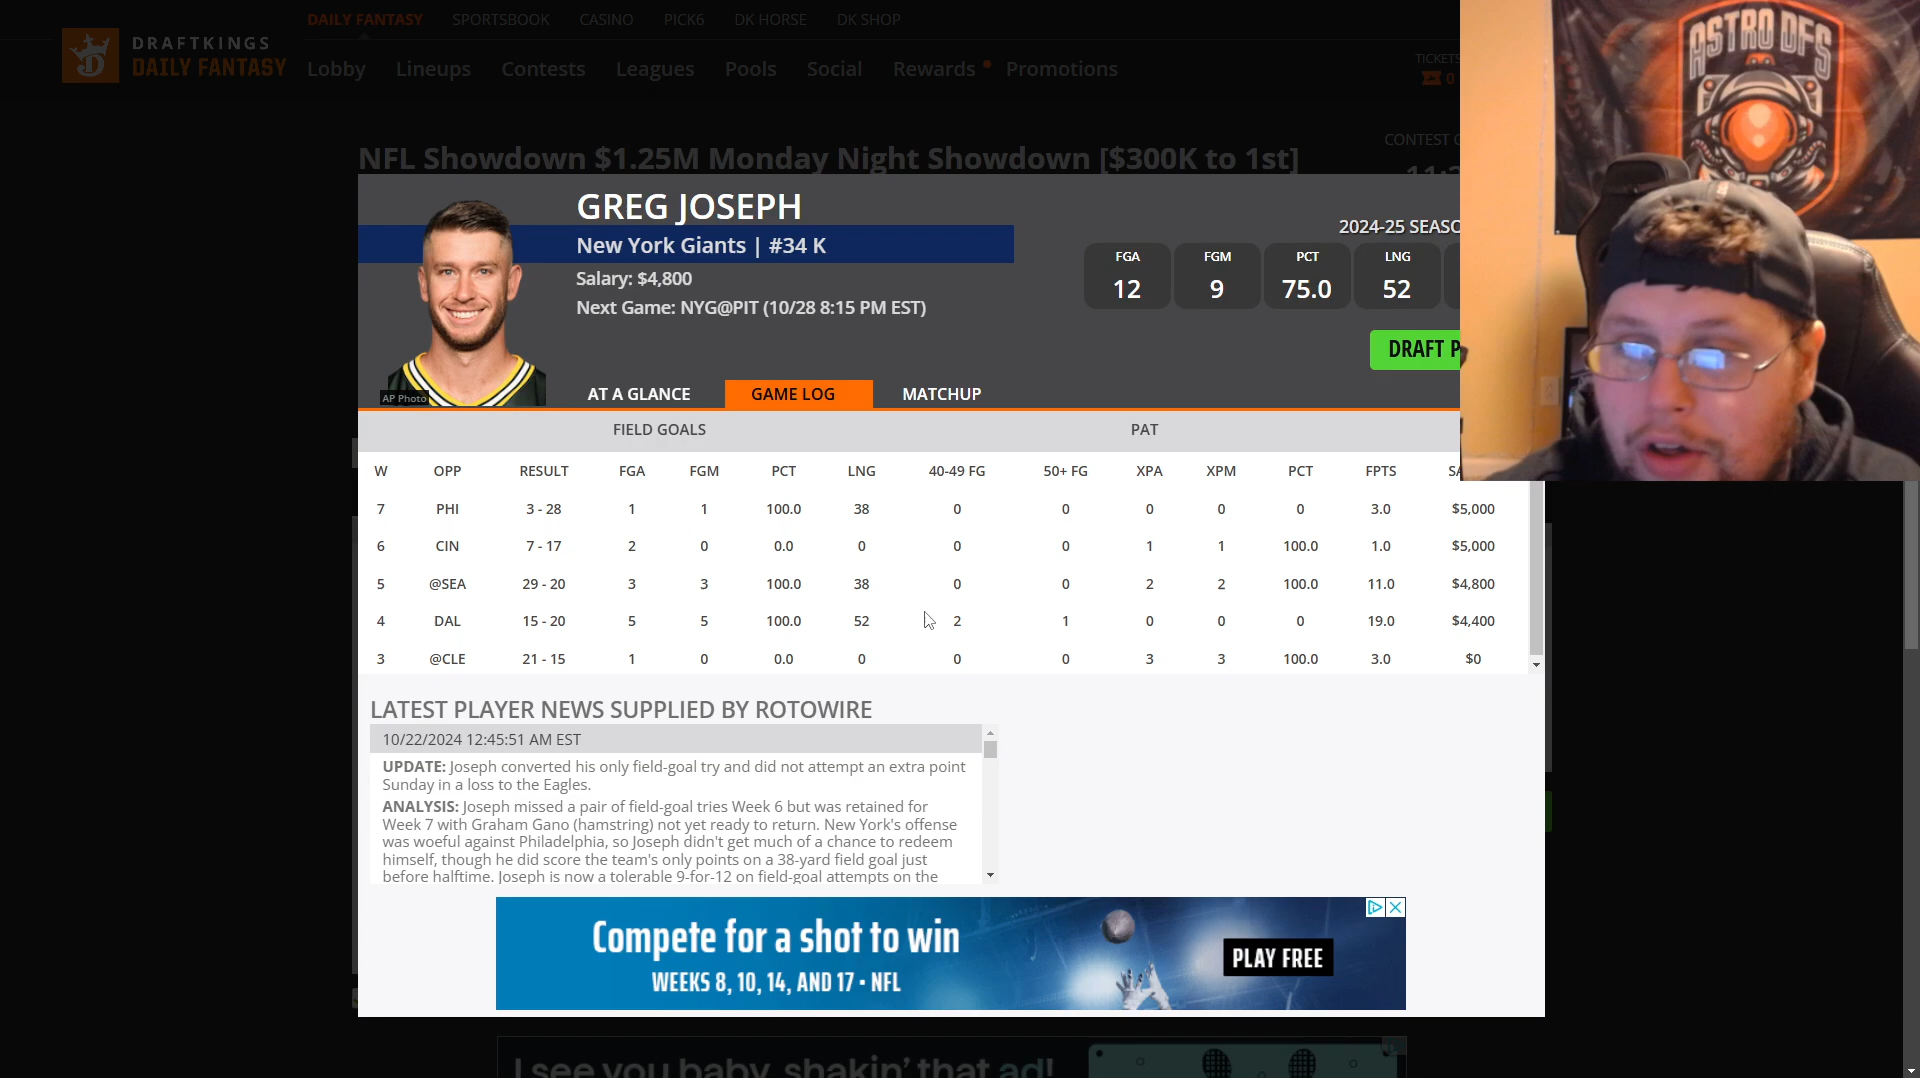 DAILY FANTASY SPORTSBOOK CASINO PICK6 DK HORSE DK SHOP
DRAFTKINGS
DAILY FANTASY
Lobby Lineups Contests Leagues Pools Social Rewards Promotions
TICKETS
0
NFL Showdown $1.25M Monday Night Showdown [$300K to 1st]
CONTEST
ASTRO DFS
GREG JOSEPH
New York Giants | #34 K
Salary: $4,800
Next Game: NYG@PIT (10/28 8:15 PM EST)
2024-25 SEASO
FGA FGM PCT LNG
12 9 75.0 52
DRAFT P
AP Photo
AT A GLANCE GAME LOG MATCHUP
FIELD GOALS PAT
W OPP RESULT FGA FGM PCT LNG 40-49 FG 50+ FG XPA XPM PCT FPTS SA
7 PHI 3 - 28 1 1 100.0 38 0 0 0 0 0 3.0 $5,000
6 CIN 7 - 17 2 0 0.0 0 0 0 1 1 100.0 1.0 $5,000
5 @SEA 29 - 20 3 3 100.0 38 0 0 2 2 100.0 11.0 $4,800
4 DAL 15 - 20 5 5 100.0 52 2 1 0 0 0 19.0 $4,400
3 @CLE 21 - 15 1 0 0.0 0 0 0 3 3 100.0 3.0 $0
LATEST PLAYER NEWS SUPPLIED BY ROTOWIRE
10/22/2024 12:45:51 AM EST
UPDATE: Joseph converted his only field-goal try and did not attempt an extra point
Sunday in a loss to the Eagles.
ANALYSIS: Joseph missed a pair of field-goal tries Week 6 but was retained for
Week 7 with Graham Gano (hamstring) not yet ready to return. New York's offense
was woeful against Philadelphia, so Joseph didn't get much of a chance to redeem
himself, though he did score the team's only points on a 38-yard field goal just
before halftime. Joseph is now a tolerable 9-for-12 on field-goal attempts on the
Compete for a shot to win
WEEKS 8, 10, 14, AND 17 • NFL
PLAY FREE
I see you baby, shakin' that ad!